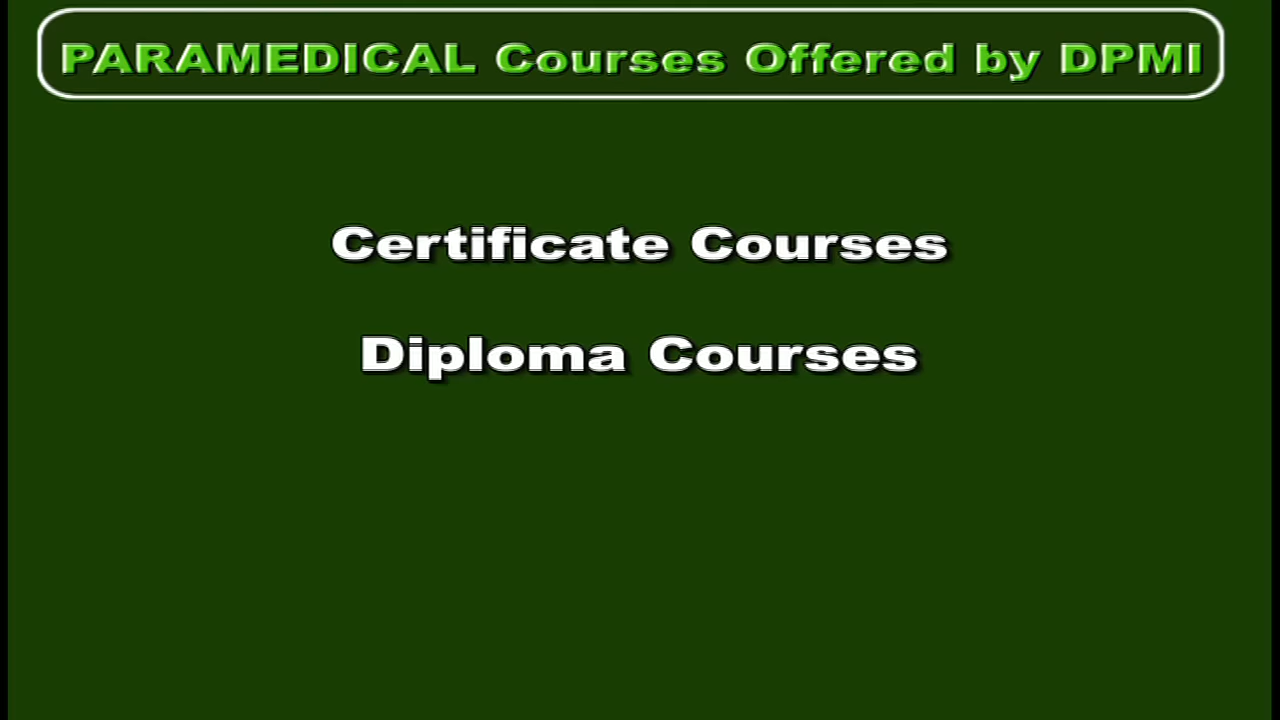 PARAMEDICAL Courses Offered by DPMI
Certificate Courses
Diploma Courses